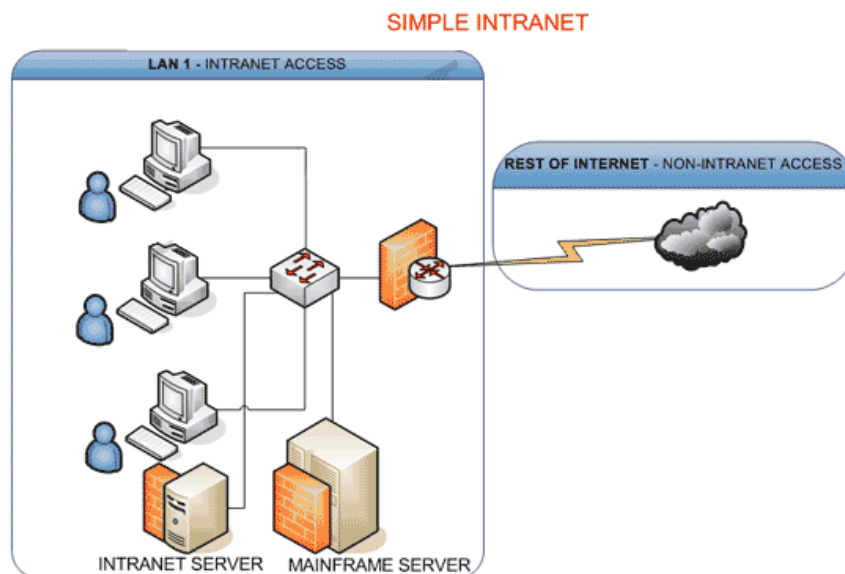 SIMPLE INTRANET
LAN 1 - INTRANET ACCESS
REST OF INTERNET - NON-INTRANET ACCESS
INTRANET SERVER
MAINFRAME SERVER